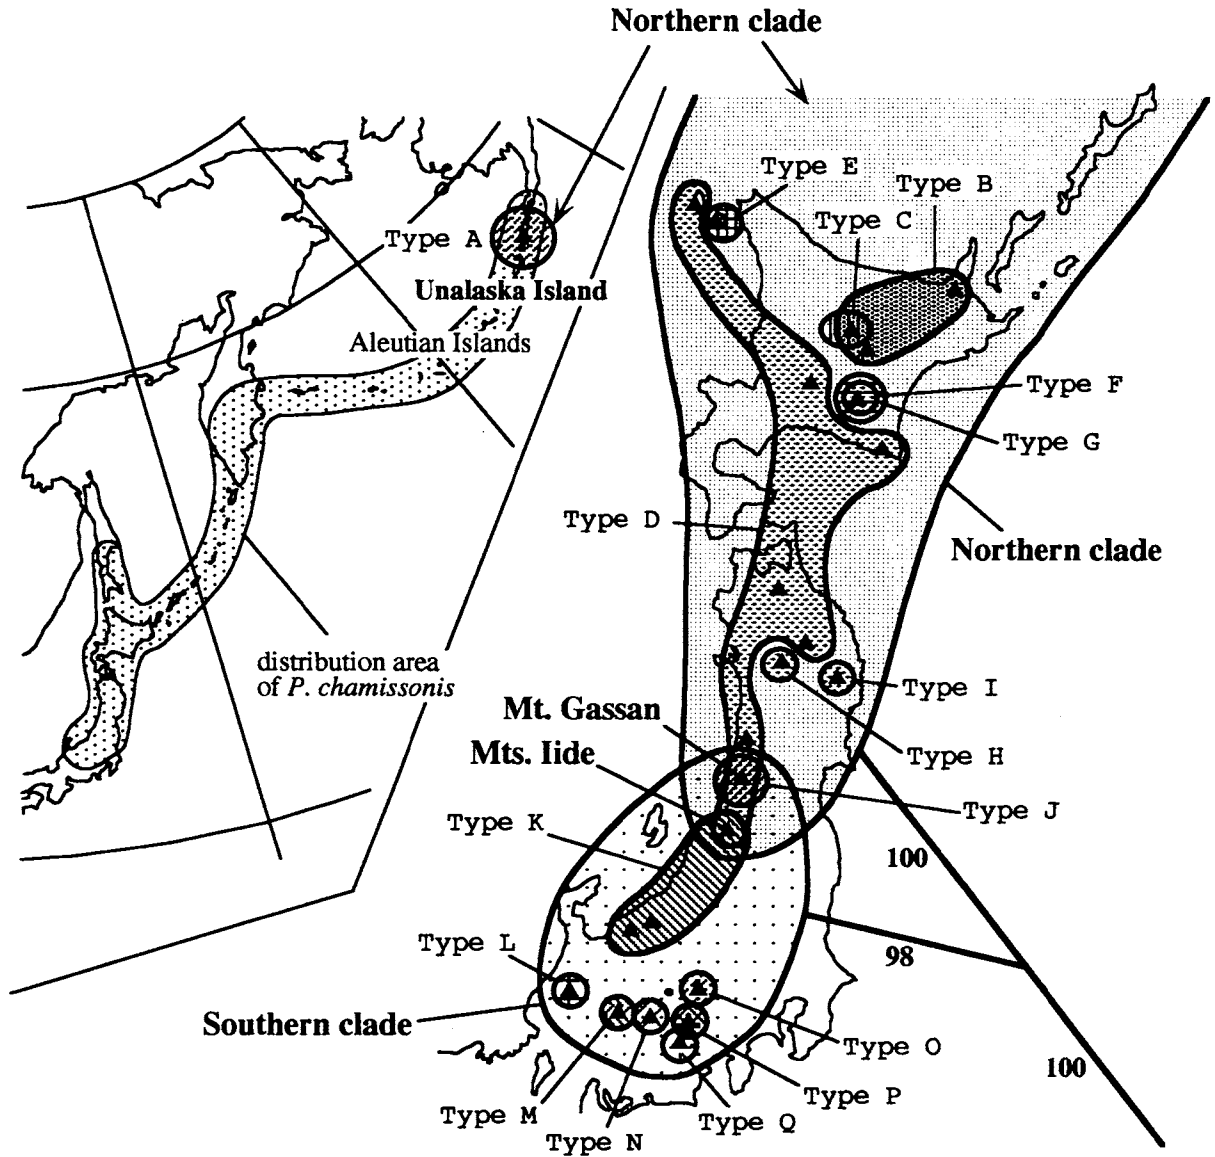 Northern clade
Type E
Type B
Type C
Type A
Unalaska Island
Aleutian Islands
Type F
Type G
Type D
Northern clade
distribution area
of P. chamissonis
Type I
Mt. Gassan
Mts. Iide
Type H
Type J
Type K
100
Type L
98
Southern clade
Type O
100
Type P
Type M
Type Q
Type N